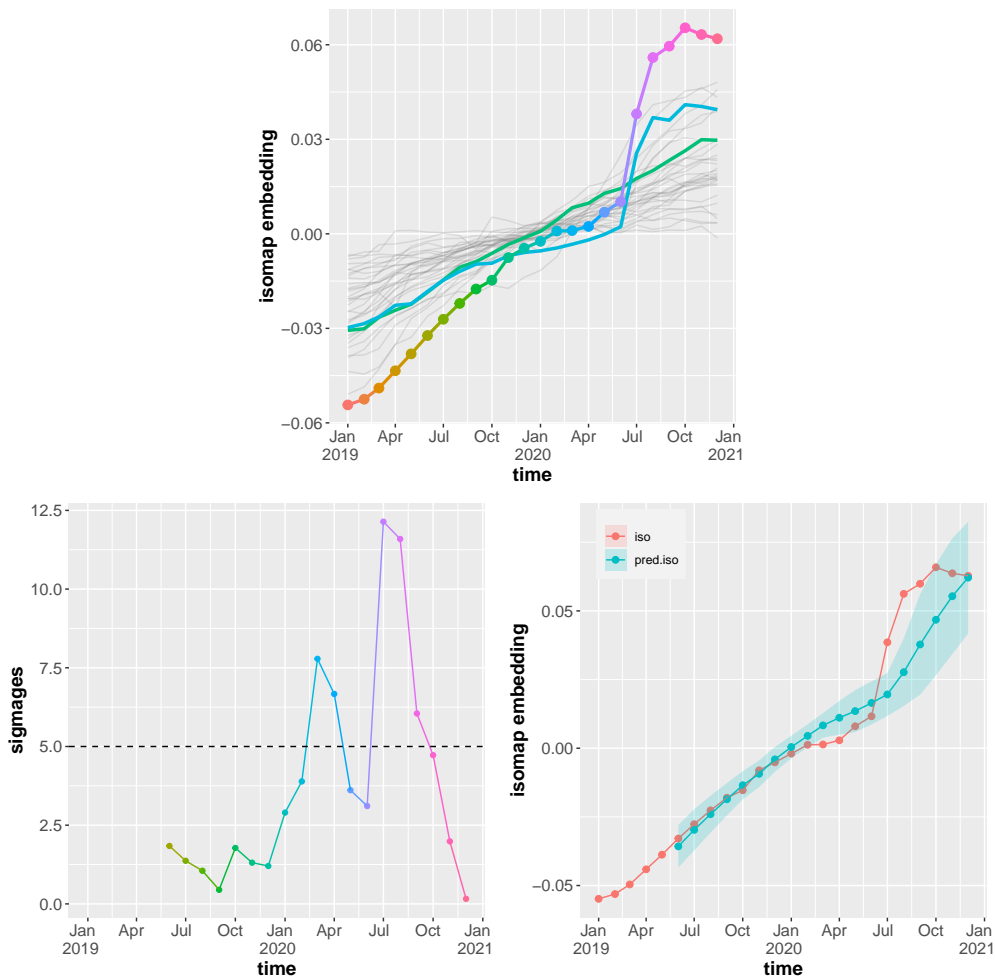 isomap embedding
0.06
0.03
0.00
−0.03
−0.06
Jan Apr Jul Oct Jan Apr Jul Oct Jan
2019 2020 2021
time
sigmages
12.5
10.0
7.5
5.0
2.5
0.0
Jan Apr Jul Oct Jan Apr Jul Oct Jan
2019 2020 2021
time
iso
pred.iso
isomap embedding
0.05
0.00
−0.05
Jan Apr Jul Oct Jan Apr Jul Oct Jan
2019 2020 2021
time